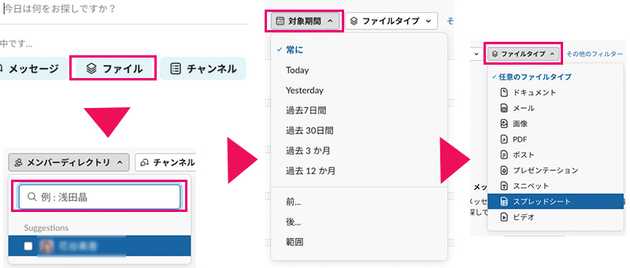 今日は何をお探しですか？
中です...
メッセージ
ファイル
チャンネル
メンバーディレクトリ
チャンネル
例 : 浅田晶
Suggestions
対象期間
ファイルタイプ
そ
常に
Today
Yesterday
過去7日間
過去 30日間
過去 3 か月
過去 12 か月
前...
後...
範囲
ファイルタイプ
その他のフィルター
任意のファイルタイプ
ドキュメント
メール
画像
PDF
ポスト
プレゼンテーション
スニペット
スプレッドシート
ビデオ
メッ
メッセ
探して